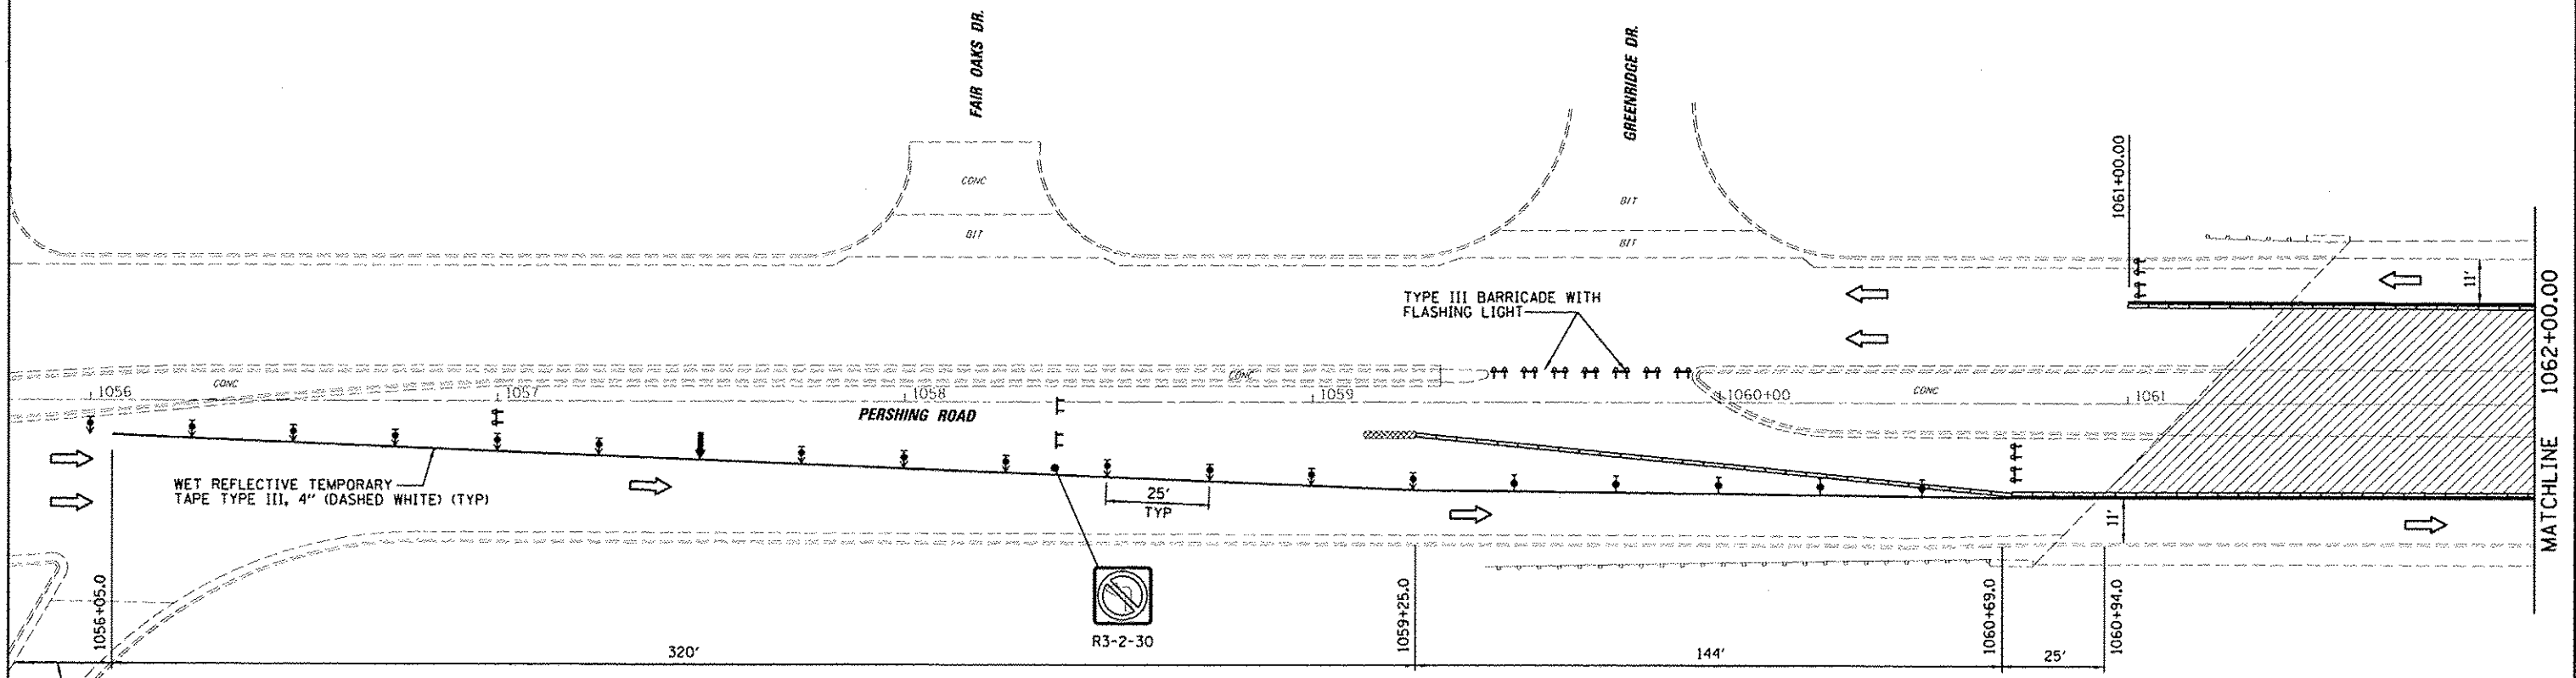 FAIR OAKS DR.
GREENRIDGE DR.
CONC
BIT
BIT
BIT
1061+00.00
TYPE III BARRICADE WITH
FLASHING LIGHT
11'
CONC
CONC
CONC
1056
1057
1058
1059
1060+00
1061
PERSHING ROAD
WET REFLECTIVE TEMPORARY
TAPE TYPE III, 4" (DASHED WHITE) (TYP)
25'
TYP
11'
MATCHLINE 1062+00.00
1056+05.0
1059+25.0
1060+69.0
1060+94.0
R3-2-30
320'
144'
25'